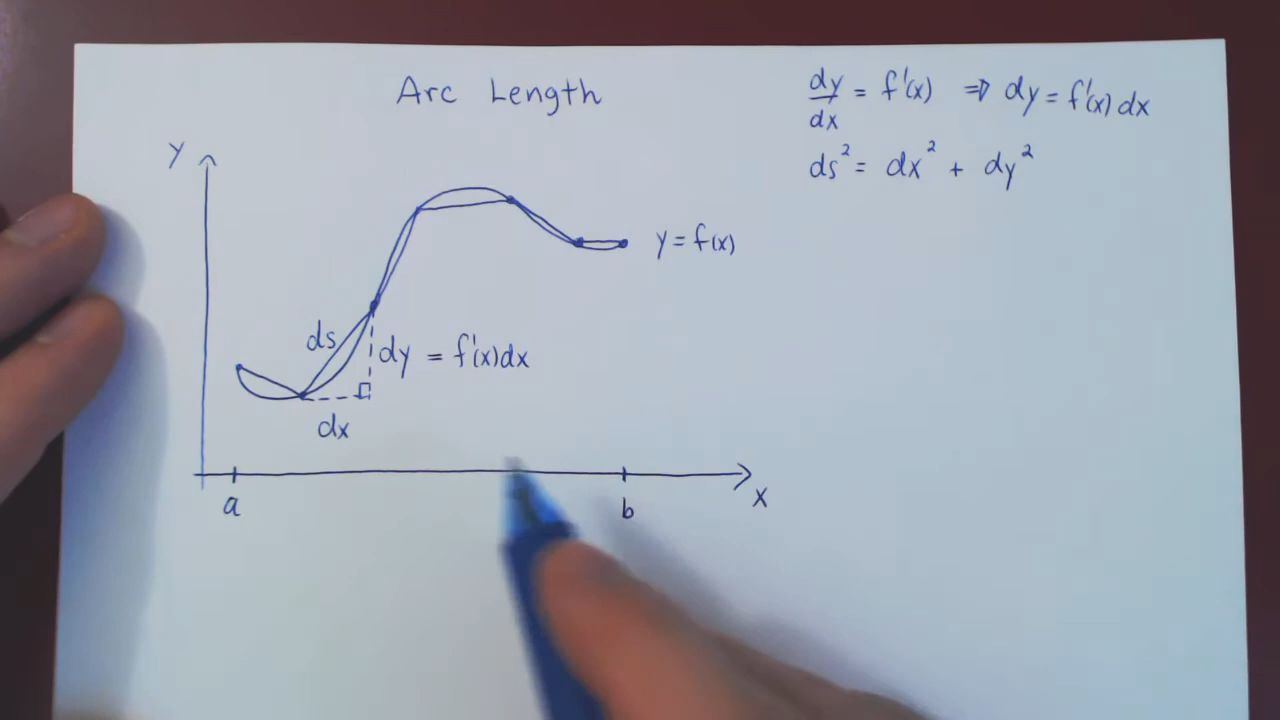 Arc Length
dy/dx = f'(x) ⇒ dy = f'(x) dx
ds² = dx² + dy²
y
y = f(x)
ds
dy = f'(x)dx
dx
a
b
x